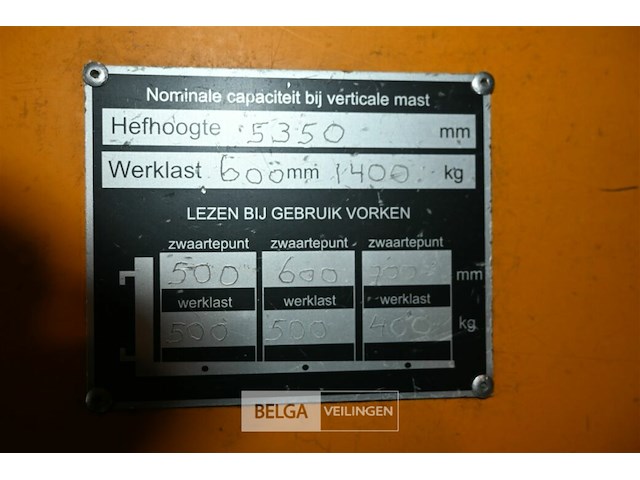 Nominale capaciteit bij verticale mast
Hefhoogte 5350 mm
Werklast 600mm 1400 kg
LEZEN BIJ GEBRUIK VORKEN
zwaartepunt zwaartepunt zwaartepunt
500 600 700 mm
werklast werklast werklast
500 500 400 kg
BELGA VEILINGEN